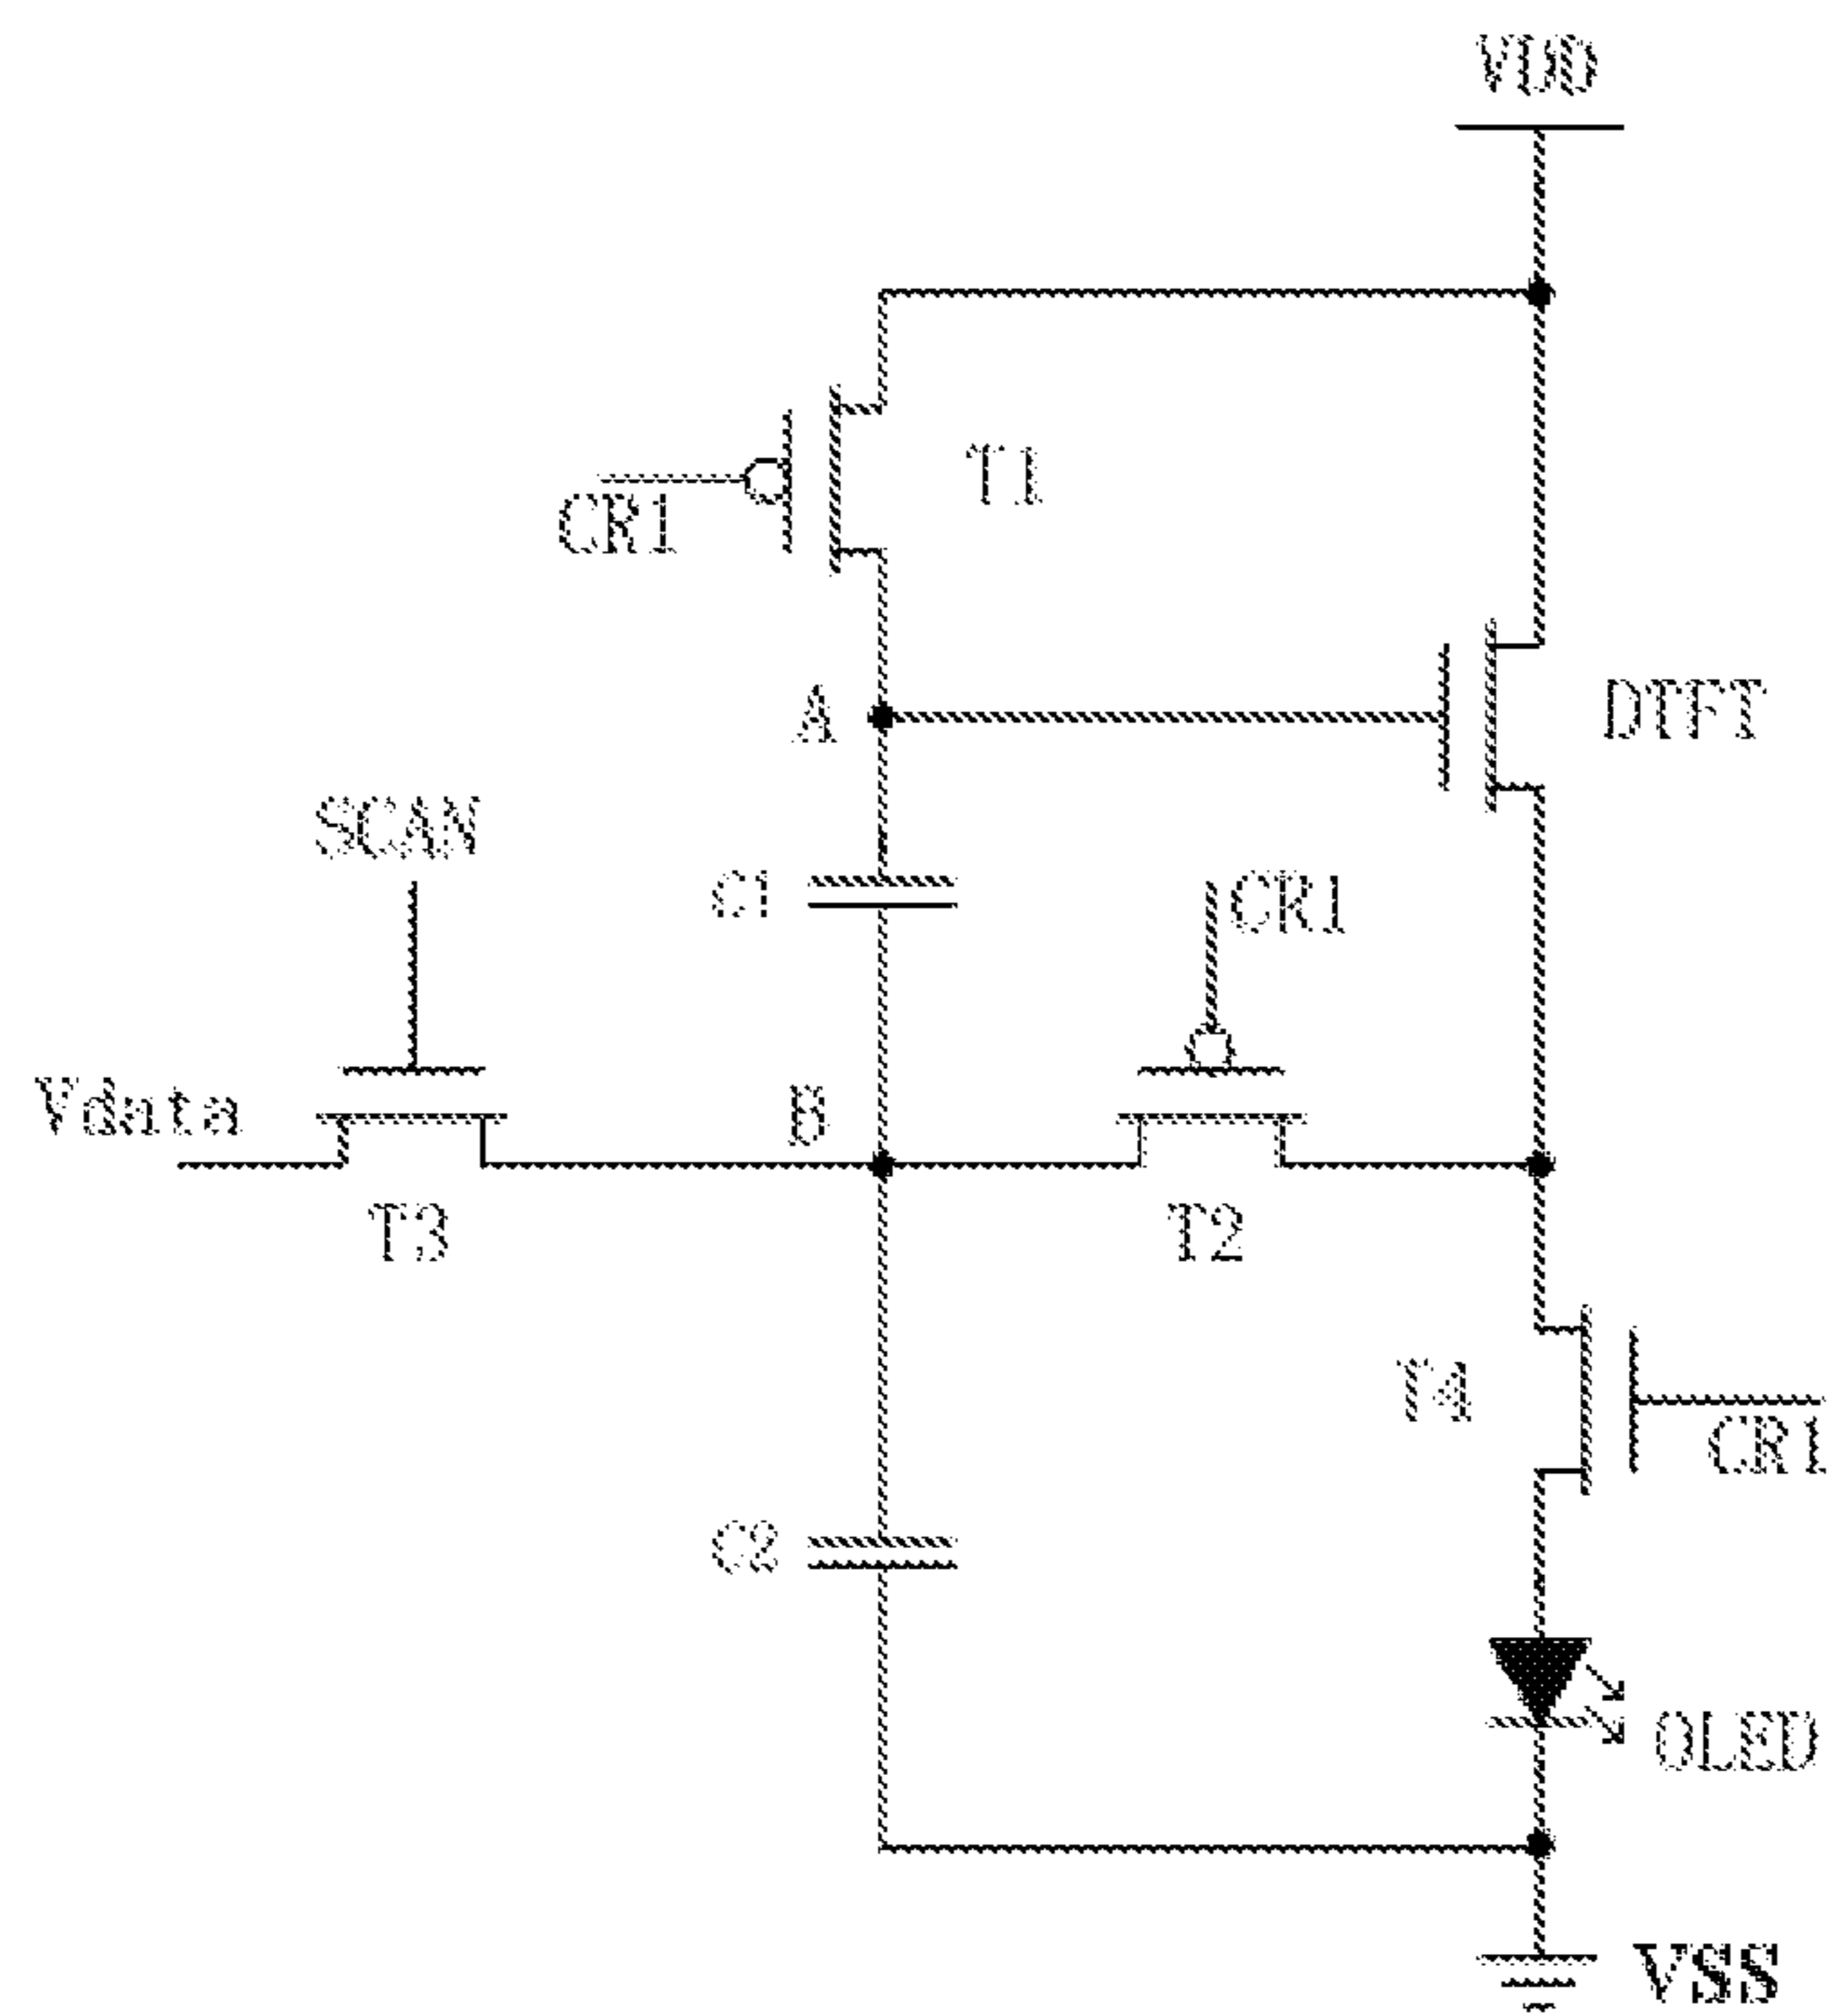 VDD
T1
CR1
A
DTFT
SCAN
C1
CR1
Vdata
B
T3
T2
T4
CR1
C2
OLED
VSS